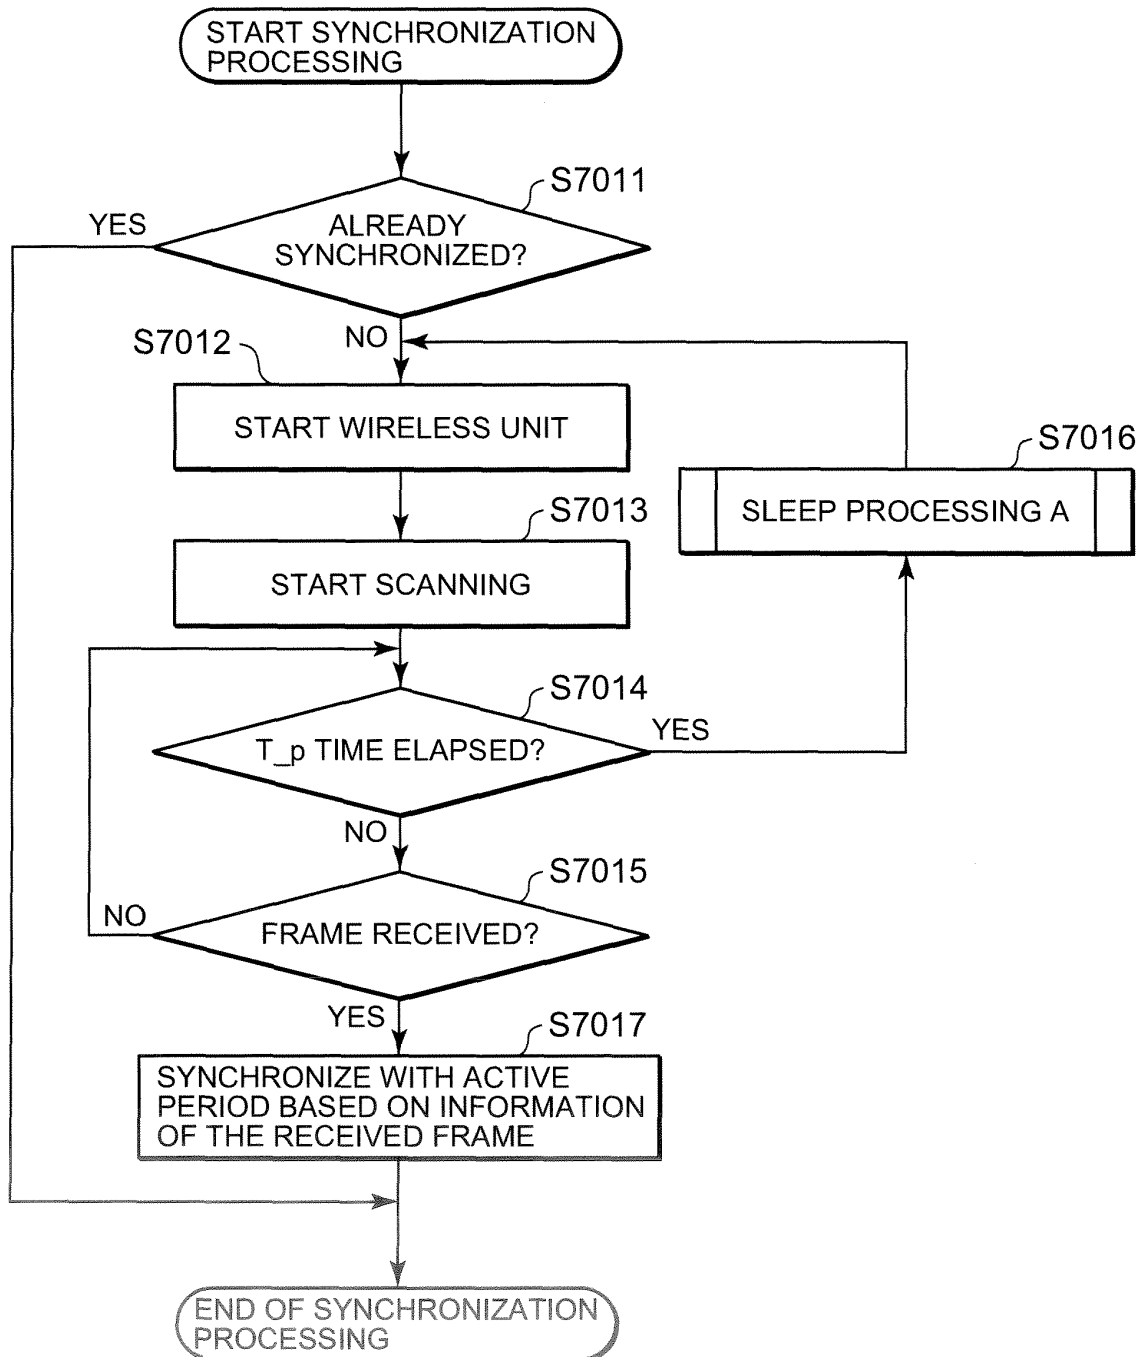 START SYNCHRONIZATION
PROCESSING
S7011
YES
ALREADY
SYNCHRONIZED?
NO
S7012
START WIRELESS UNIT
S7016
SLEEP PROCESSING A
S7013
START SCANNING
S7014
T_p TIME ELAPSED?
YES
NO
S7015
FRAME RECEIVED?
NO
YES
S7017
SYNCHRONIZE WITH ACTIVE
PERIOD BASED ON INFORMATION
OF THE RECEIVED FRAME
END OF SYNCHRONIZATION
PROCESSING